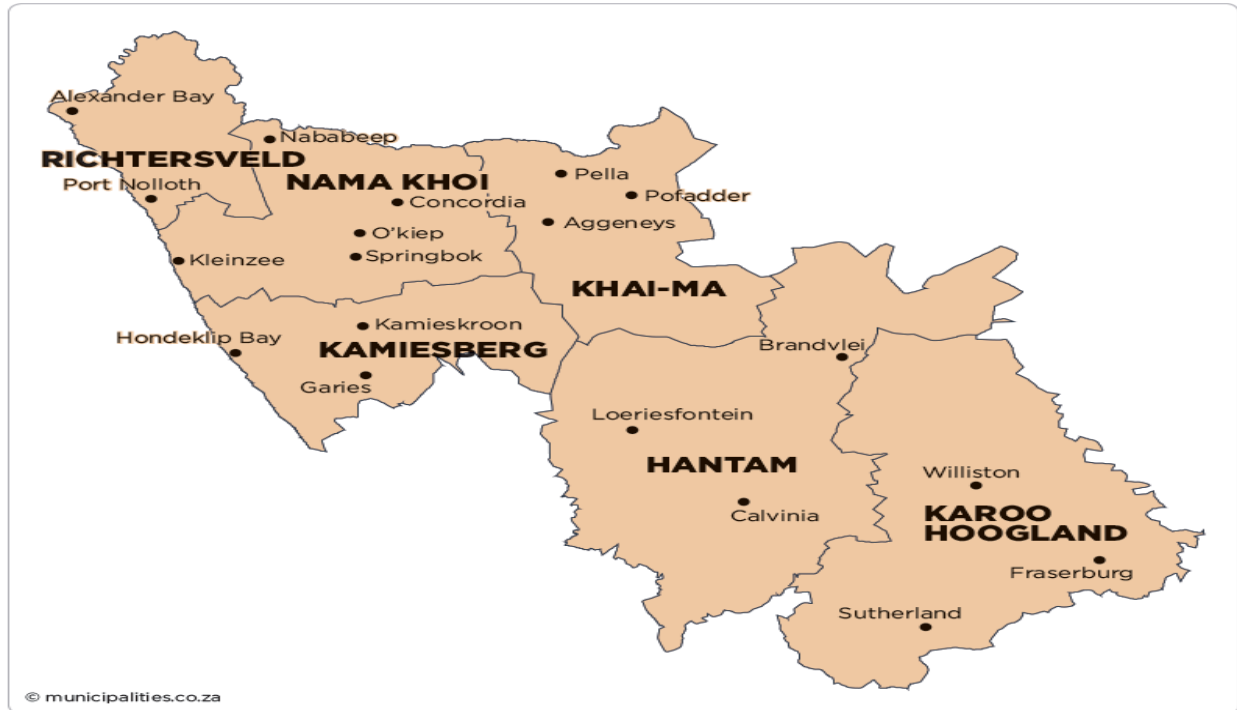 Alexander Bay
Nababeep
RICHTERSVELD
Pella
NAMA KHOI
Port Nolloth
Pofadder
Concordia
Aggeneys
O'kiep
Springbok
Kleinzee
KHAI-MA
Kamieskroon
Hondeklip Bay
KAMIESBERG
Brandvlei
Garies
Loeriesfontein
HANTAM
Williston
Calvinia
KAROO
HOOGLAND
Fraserburg
Sutherland
© municipalities.co.za